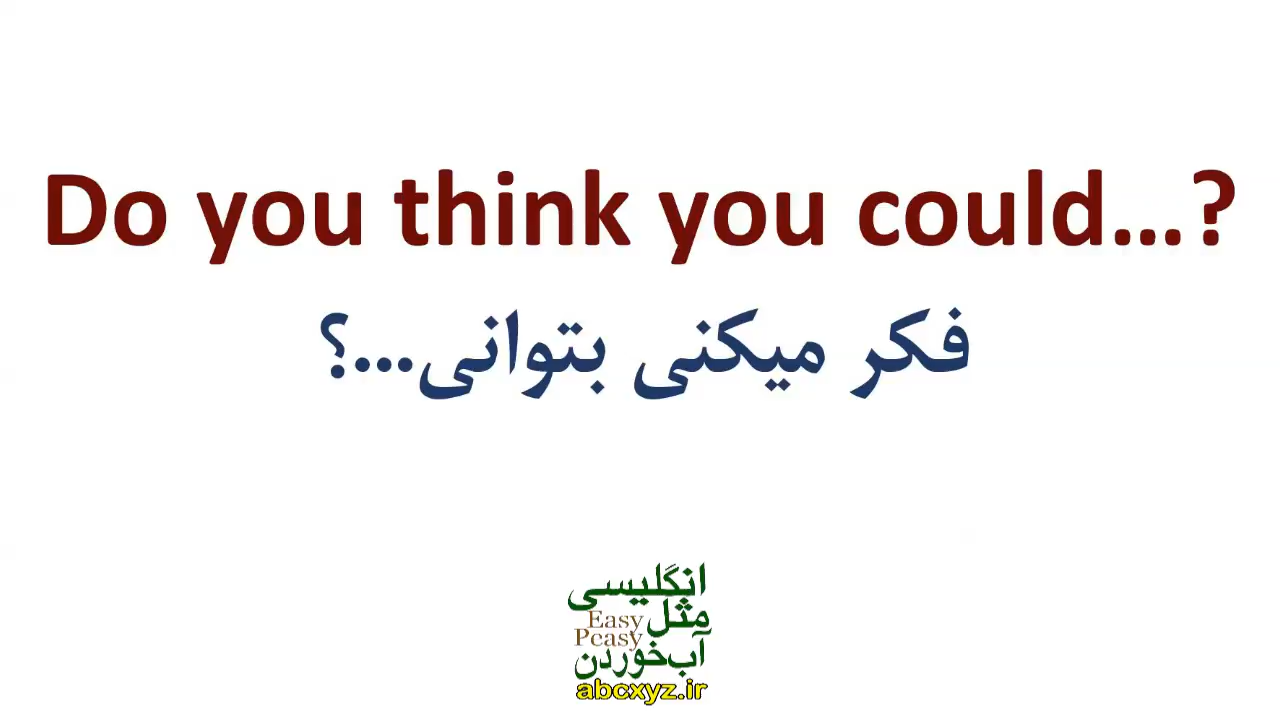 Do you think you could...?
فکر میکنی بتوانی...؟
انگلیسی
مثل
Easy
Peasy
آب‌خوردن
abcxyz.ir